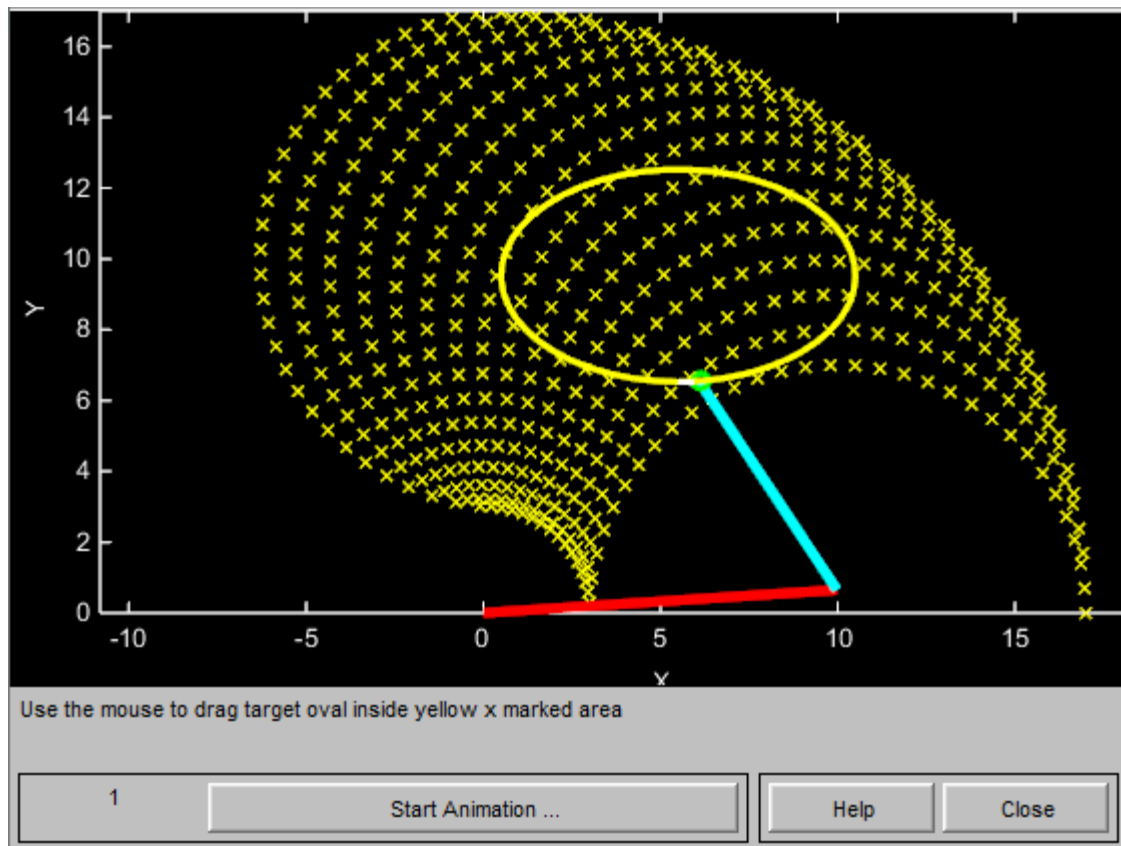 16
14
12
10
8
6
4
2
0
Y
-10 -5 0 5 10 15
X
Use the mouse to drag target oval inside yellow x marked area
1 Start Animation ... Help Close